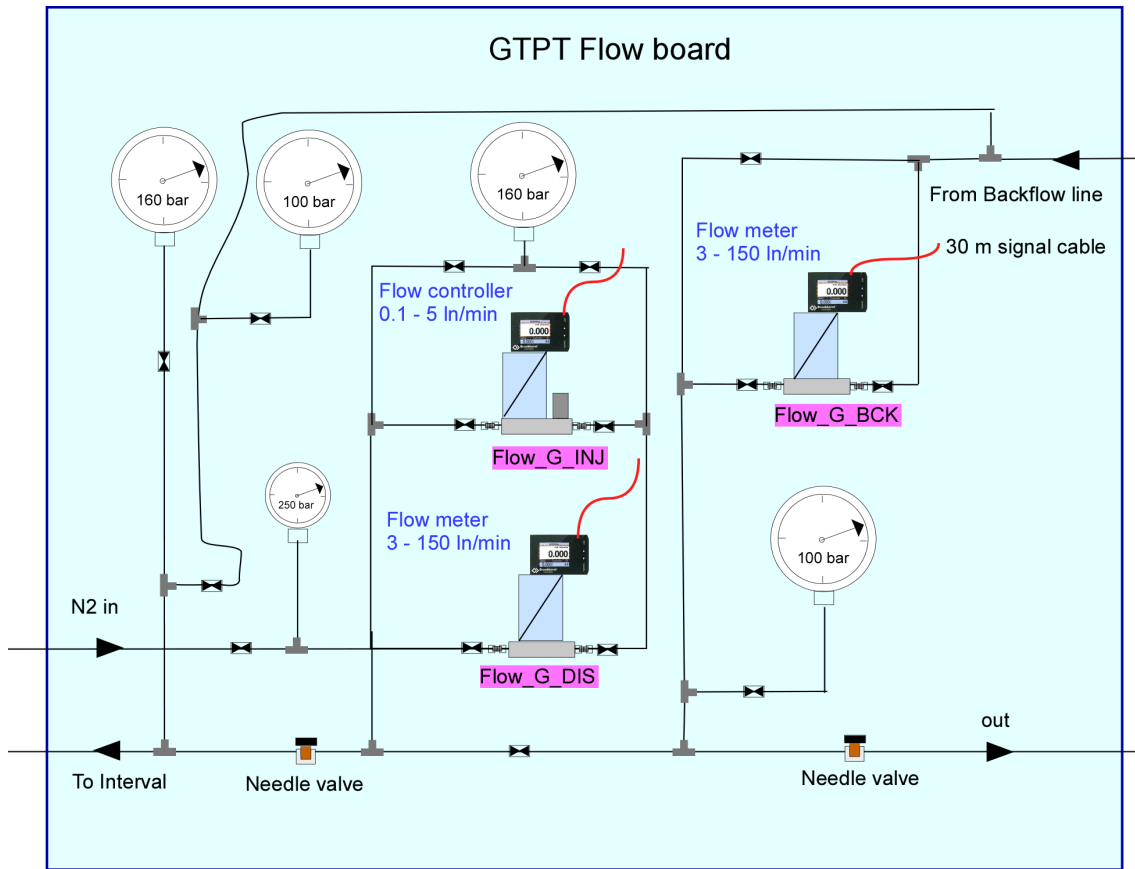 GTPT Flow board
160 bar
100 bar
160 bar
From Backflow line
Flow meter
3 - 150 ln/min
30 m signal cable
Flow controller
0.1 - 5 ln/min
0.000
0.000
Flow_G_BCK
Flow_G_INJ
250 bar
Flow meter
3 - 150 ln/min
0.000
100 bar
N2 in
Flow_G_DIS
out
To Interval
Needle valve
Needle valve